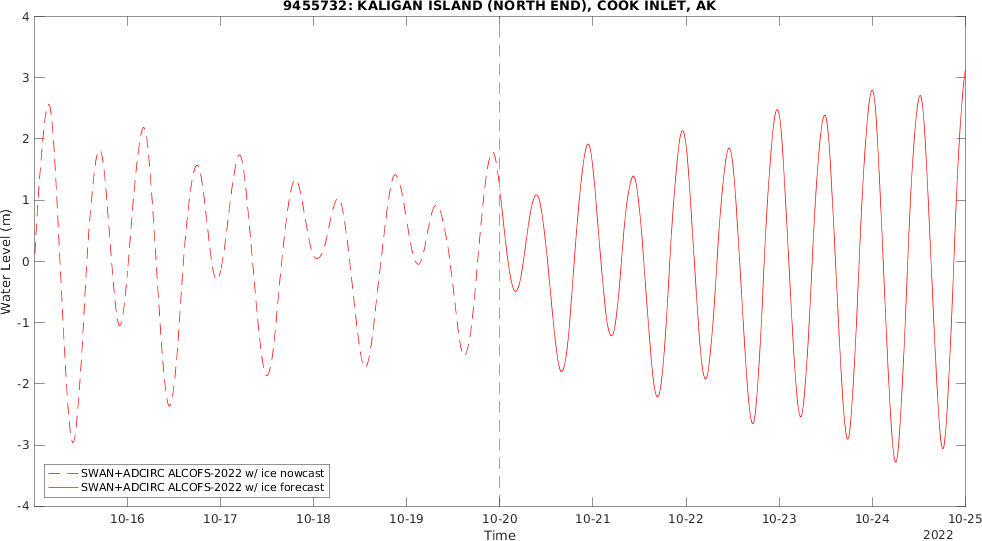 9455732: KALIGAN ISLAND (NORTH END), COOK INLET, AK
4
3
2
1
0
-1
-2
-3
-4
Water Level (m)
SWAN+ADCIRC ALCOFS-2022 w/ ice nowcast
SWAN+ADCIRC ALCOFS-2022 w/ ice forecast
10-16 10-17 10-18 10-19 10-20 10-21 10-22 10-23 10-24 10-25
Time
2022